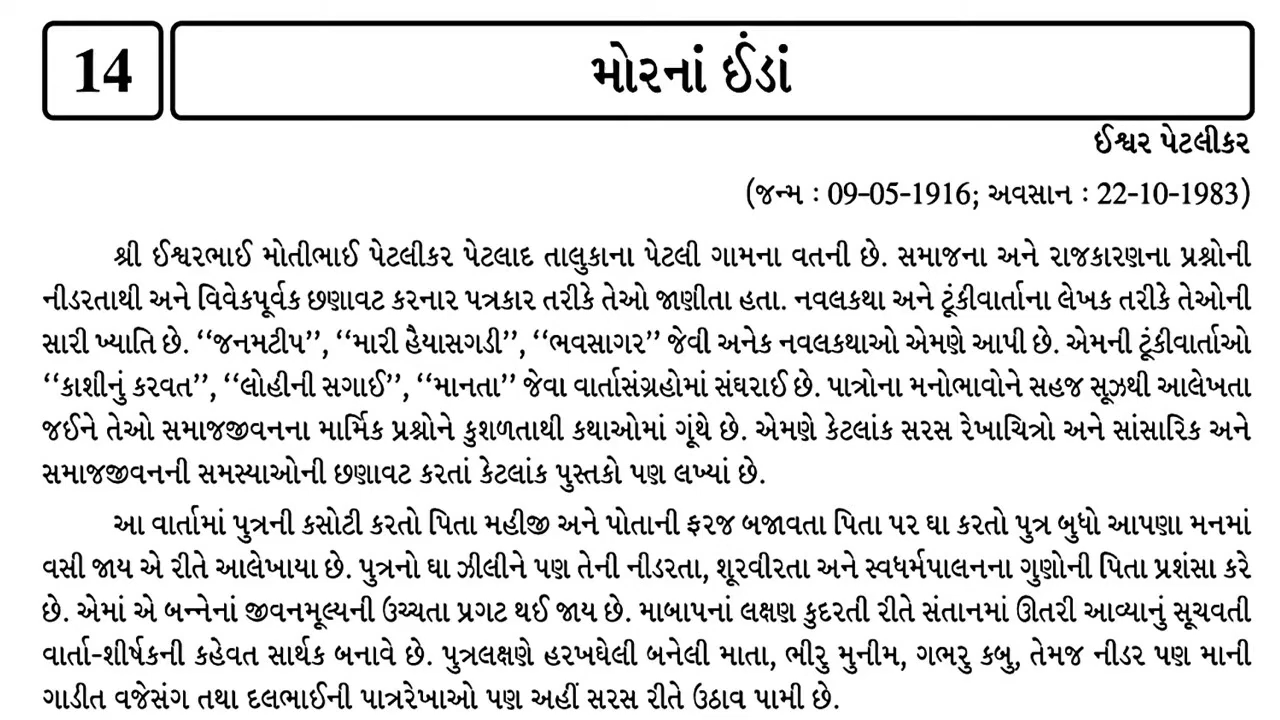 14
મોરનાં ઈંડાં
ઈશ્વર પેટલીકર
(જન્મ : 09-05-1916; અવસાન : 22-10-1983)
શ્રી ઈશ્વરભાઈ મોતીભાઈ પેટલીકર પેટલાદ તાલુકાના પેટલી ગામના વતની છે. સમાજના અને રાજકારણના પ્રશ્નોની
નીડરતાથી અને વિવેકપૂર્વક છણાવટ કરનાર પત્રકાર તરીકે તેઓ જાણીતા હતા. નવલકથા અને ટૂંકીવાર્તાના લેખક તરીકે તેઓની
સારી ખ્યાતિ છે. ‘‘જનમટીપ’’, ‘‘મારી હૈયાસગડી’’, ‘‘ભવસાગર’’ જેવી અનેક નવલકથાઓ એમણે આપી છે. એમની ટૂંકીવાર્તાઓ
‘‘કાશીનું કરવત’’, ‘‘લોહીની સગાઈ’’, ‘‘માનતા’’ જેવા વાર્તાસંગ્રહોમાં સંઘરાઈ છે. પાત્રોના મનોભાવોને સહજ સૂઝથી આલેખતા
જઈને તેઓ સમાજજીવનના માર્મિક પ્રશ્નોને કુશળતાથી કથાઓમાં ગૂંથે છે. એમણે કેટલાંક સરસ રેખાચિત્રો અને સાંસારિક અને
સમાજજીવનની સમસ્યાઓની છણાવટ કરતાં કેટલાંક પુસ્તકો પણ લખ્યાં છે.
આ વાર્તામાં પુત્રની કસોટી કરતો પિતા મહીજી અને પોતાની ફરજ બજાવતા પિતા પર ઘા કરતો પુત્ર બુધો આપણા મનમાં
વસી જાય એ રીતે આલેખાયા છે. પુત્રનો ઘા ઝીલીને પણ તેની નીડરતા, શૂરવીરતા અને સ્વધર્મપાલનના ગુણોની પિતા પ્રશંસા કરે
છે. એમાં એ બન્નેનાં જીવનમૂલ્યની ઉચ્ચતા પ્રગટ થઈ જાય છે. માબાપનાં લક્ષણ કુદરતી રીતે સંતાનમાં ઊતરી આવ્યાનું સૂચવતી
વાર્તા-શીર્ષકની કહેવત સાર્થક બનાવે છે. પુત્રલક્ષણે હરખઘેલી બનેલી માતા, ભીરુ મુનીમ, ગભરુ કબુ, તેમજ નીડર પણ માની
ગાડીત વજેસંગ તથા દલભાઈની પાત્રરેખાઓ પણ અહીં સરસ રીતે ઉઠાવ પામી છે.